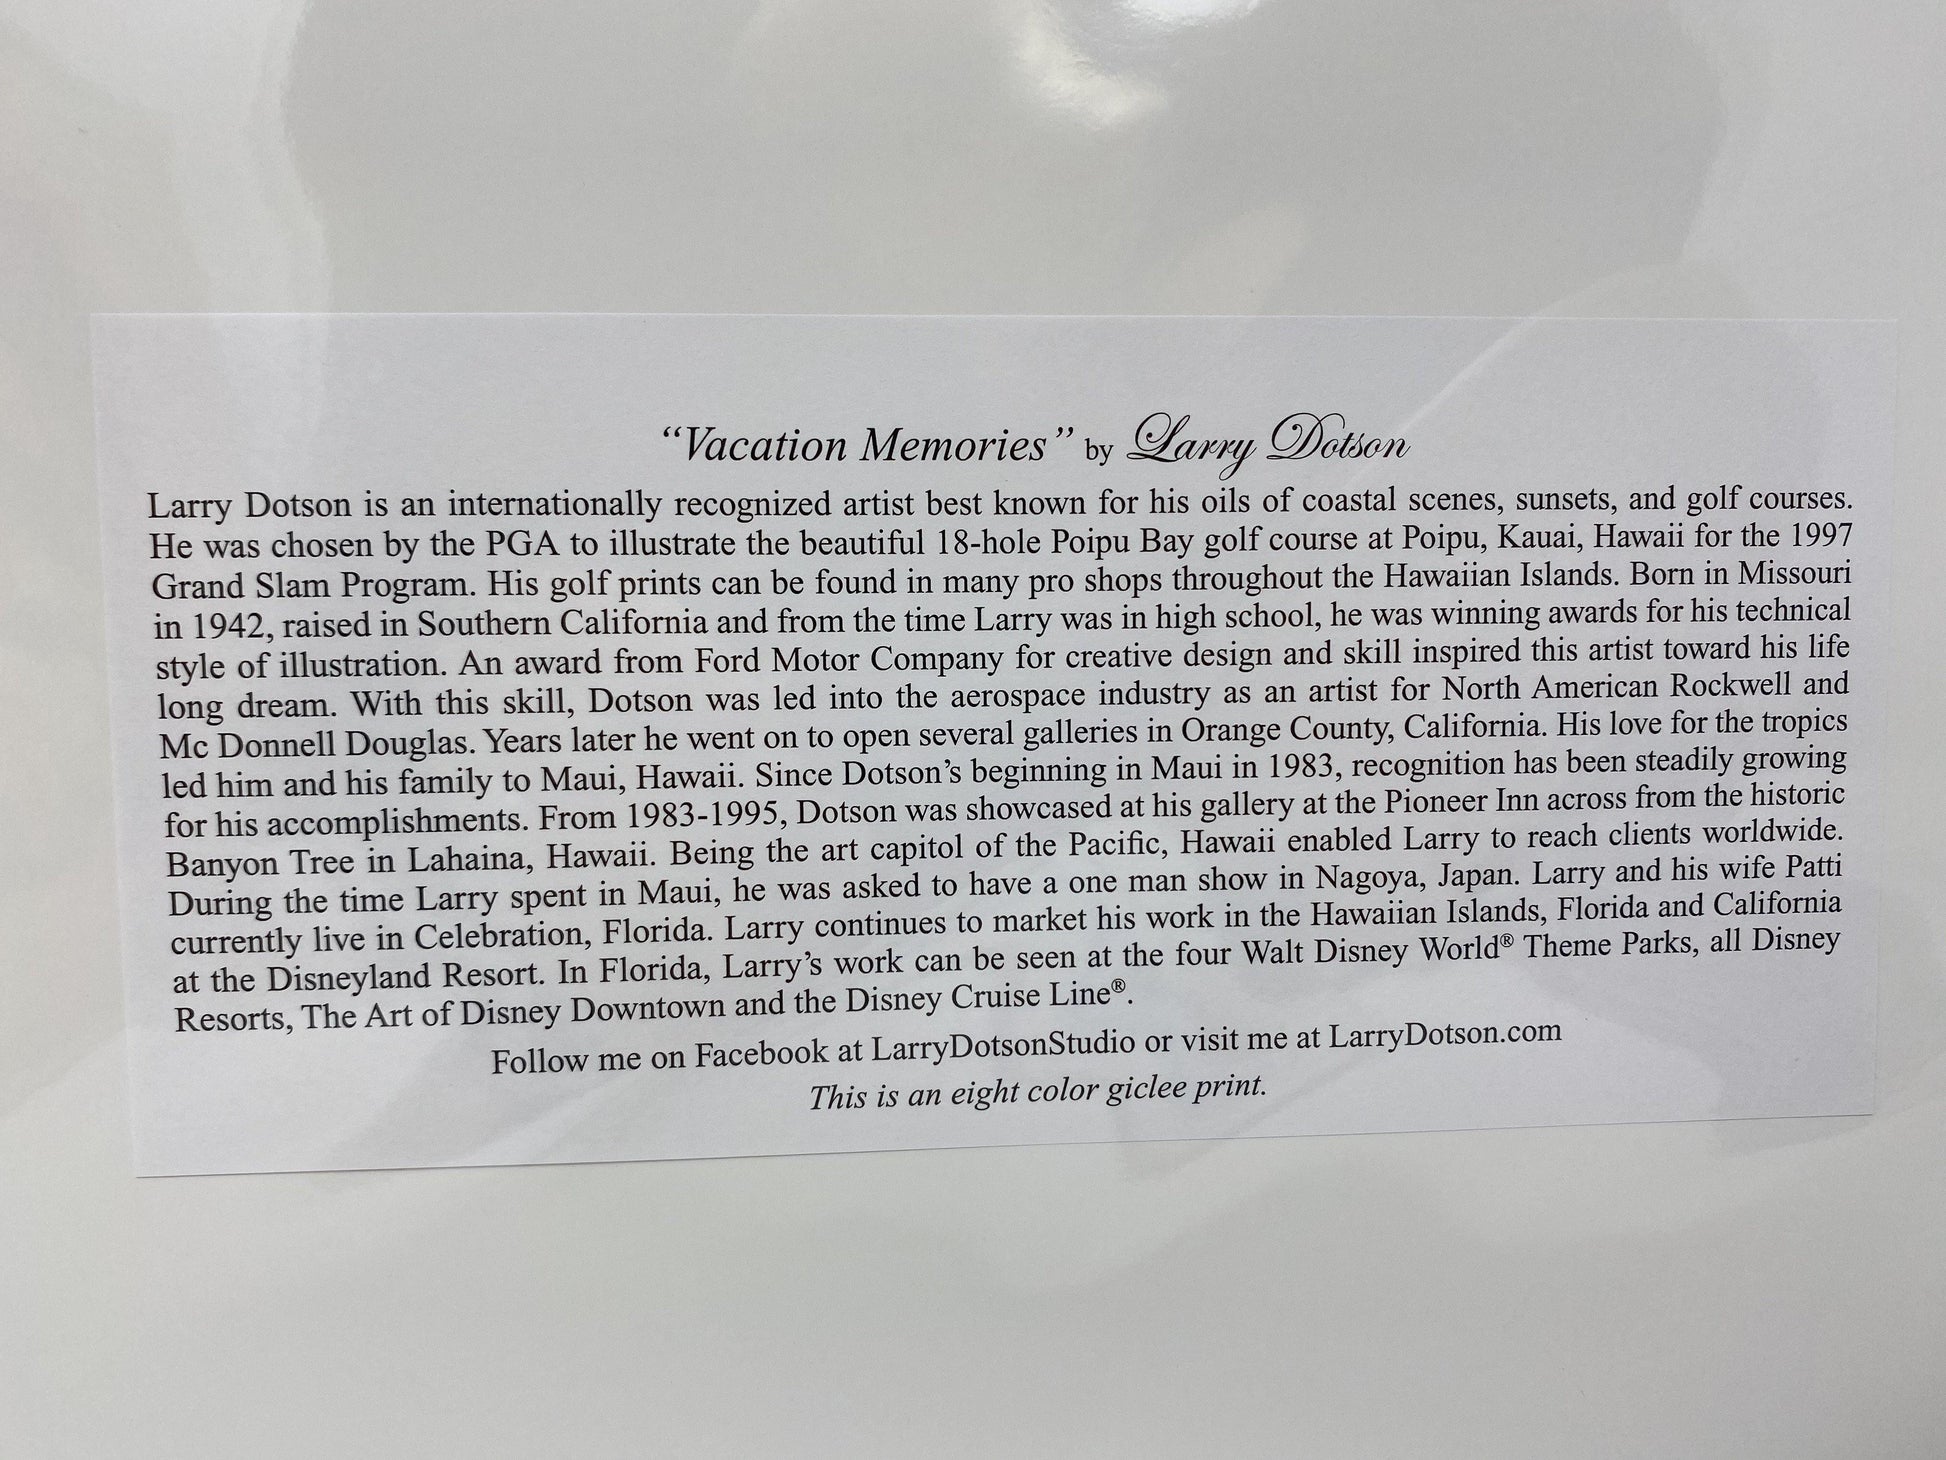 “Vacation Memories” by Larry Dotson
Larry Dotson is an internationally recognized artist best known for his oils of coastal scenes, sunsets, and golf courses.
He was chosen by the PGA to illustrate the beautiful 18-hole Poipu Bay golf course at Poipu, Kauai, Hawaii for the 1997
Grand Slam Program. His golf prints can be found in many pro shops throughout the Hawaiian Islands. Born in Missouri
in 1942, raised in Southern California and from the time Larry was in high school, he was winning awards for his technical
style of illustration. An award from Ford Motor Company for creative design and skill inspired this artist toward his life
long dream. With this skill, Dotson was led into the aerospace industry as an artist for North American Rockwell and
Mc Donnell Douglas. Years later he went on to open several galleries in Orange County, California. His love for the tropics
led him and his family to Maui, Hawaii. Since Dotson’s beginning in Maui in 1983, recognition has been steadily growing
for his accomplishments. From 1983-1995, Dotson was showcased at his gallery at the Pioneer Inn across from the historic
Banyon Tree in Lahaina, Hawaii. Being the art capitol of the Pacific, Hawaii enabled Larry to reach clients worldwide.
During the time Larry spent in Maui, he was asked to have a one man show in Nagoya, Japan. Larry and his wife Patti
currently live in Celebration, Florida. Larry continues to market his work in the Hawaiian Islands, Florida and California
at the Disneyland Resort. In Florida, Larry’s work can be seen at the four Walt Disney World® Theme Parks, all Disney
Resorts, The Art of Disney Downtown and the Disney Cruise Line®.
Follow me on Facebook at LarryDotsonStudio or visit me at LarryDotson.com
This is an eight color giclee print.